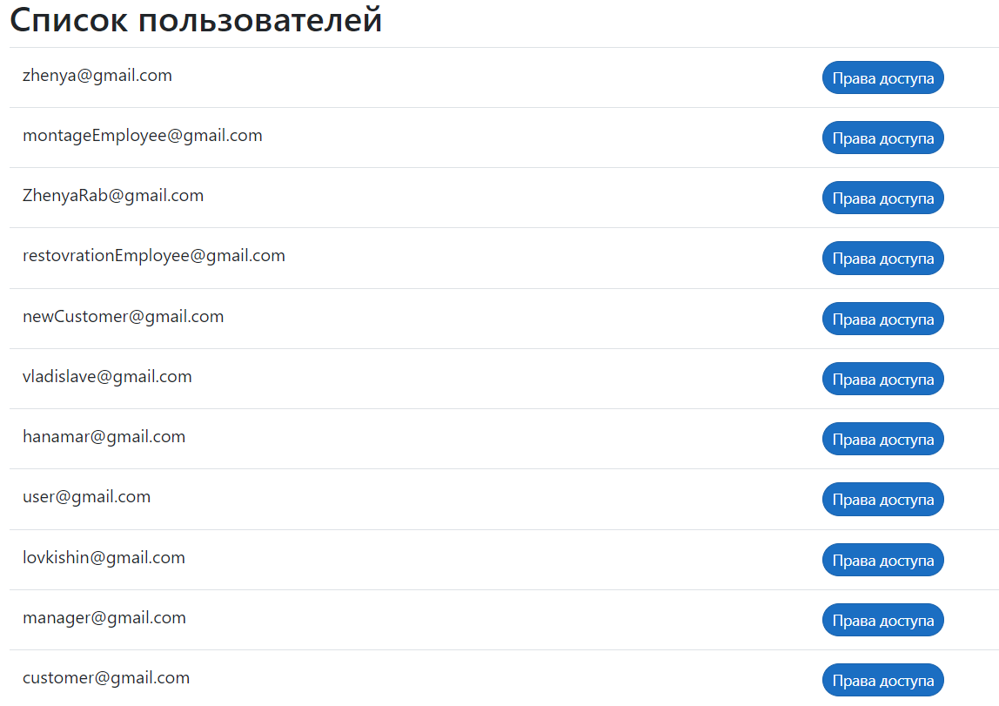 Список пользователей
zhenya@gmail.com Права доступа
montageEmployee@gmail.com Права доступа
ZhenyaRab@gmail.com Права доступа
restovrationEmployee@gmail.com Права доступа
newCustomer@gmail.com Права доступа
vladislave@gmail.com Права доступа
hanamar@gmail.com Права доступа
user@gmail.com Права доступа
lovkishin@gmail.com Права доступа
manager@gmail.com Права доступа
customer@gmail.com Права доступа